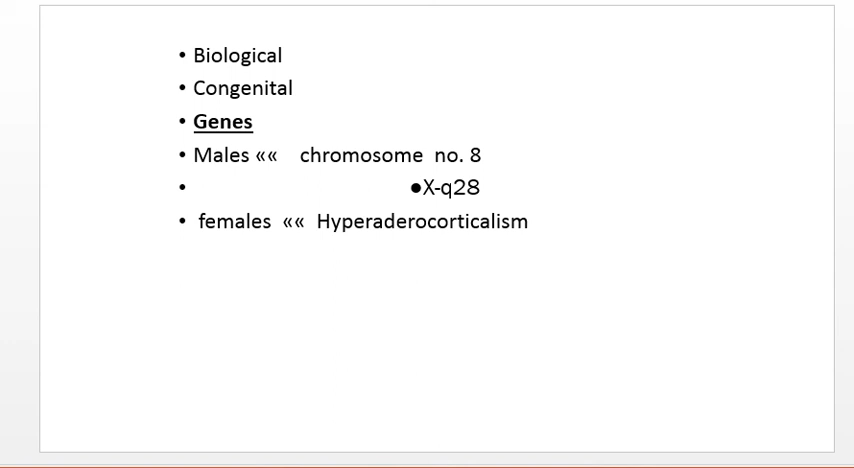 • Biological
• Congenital
• Genes
• Males «« chromosome no. 8
• ●X-q28
• females «« Hyperaderocorticalism